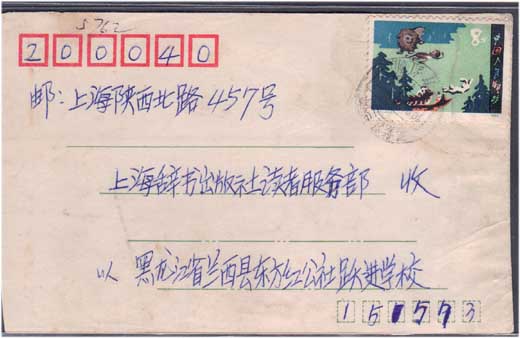 5762
200040
8分
中国人民邮政
邮：上海陕西北路457号
上海辞书出版社读者服务部 收
以 黑龙江省兰西县东方红公社跃进学校
151573